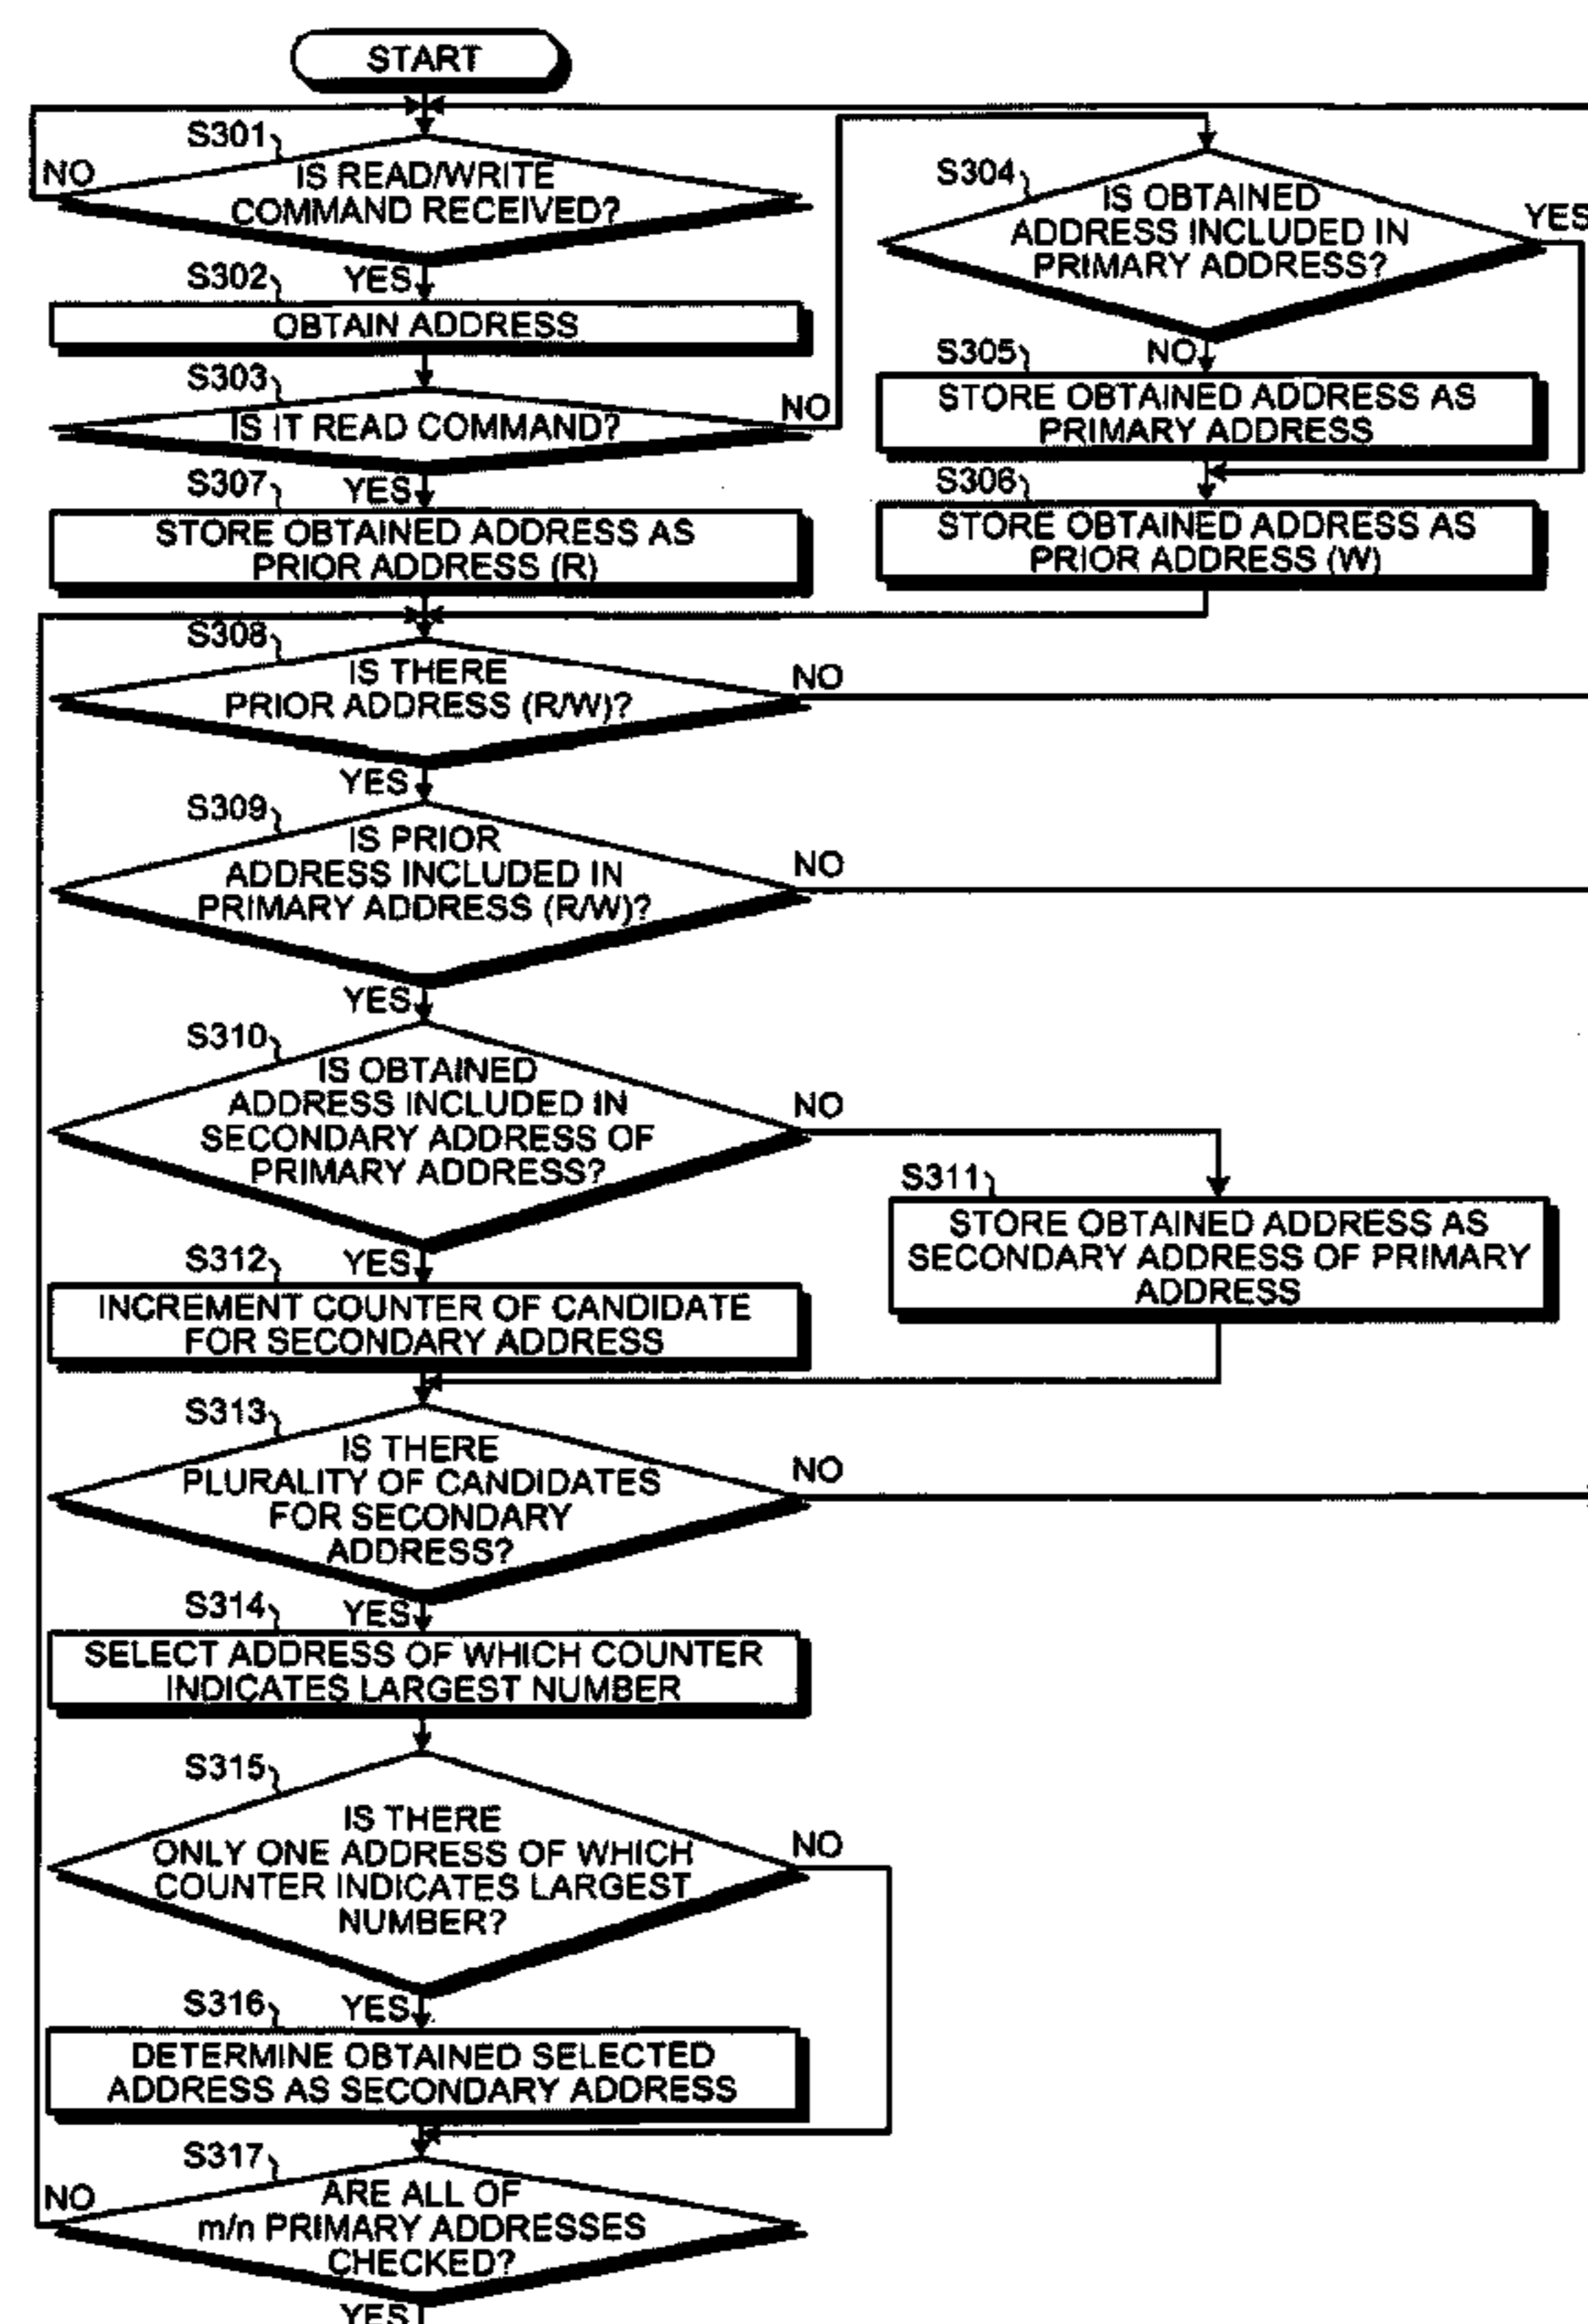 START
S301
NO
IS READ/WRITE
COMMAND RECEIVED?
YES
S302
OBTAIN ADDRESS
S303
IS IT READ COMMAND?
NO
S304
IS OBTAINED
ADDRESS INCLUDED IN
PRIMARY ADDRESS?
YES
NO
S305
STORE OBTAINED ADDRESS AS
PRIMARY ADDRESS
S306
STORE OBTAINED ADDRESS AS
PRIOR ADDRESS (W)
S307
YES
STORE OBTAINED ADDRESS AS
PRIOR ADDRESS (R)
S308
IS THERE
PRIOR ADDRESS (R/W)?
NO
YES
S309
IS PRIOR
ADDRESS INCLUDED IN
PRIMARY ADDRESS (R/W)?
NO
YES
S310
IS OBTAINED
ADDRESS INCLUDED IN
SECONDARY ADDRESS OF
PRIMARY ADDRESS?
NO
S311
STORE OBTAINED ADDRESS AS
SECONDARY ADDRESS OF PRIMARY
ADDRESS
YES
S312
INCREMENT COUNTER OF CANDIDATE
FOR SECONDARY ADDRESS
S313
IS THERE
PLURALITY OF CANDIDATES
FOR SECONDARY
ADDRESS?
NO
YES
S314
SELECT ADDRESS OF WHICH COUNTER
INDICATES LARGEST NUMBER
S315
IS THERE
ONLY ONE ADDRESS OF WHICH
COUNTER INDICATES LARGEST
NUMBER?
NO
YES
S316
DETERMINE OBTAINED SELECTED
ADDRESS AS SECONDARY ADDRESS
S317
NO
ARE ALL OF
m/n PRIMARY ADDRESSES
CHECKED?
YES